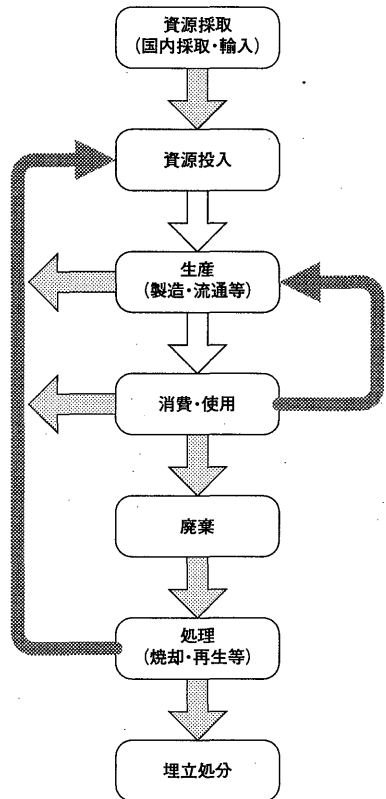 資源採取
(国内採取・輸入)
資源投入
生産
(製造・流通等)
消費・使用
廃棄
処理
(焼却・再生等)
埋立処分